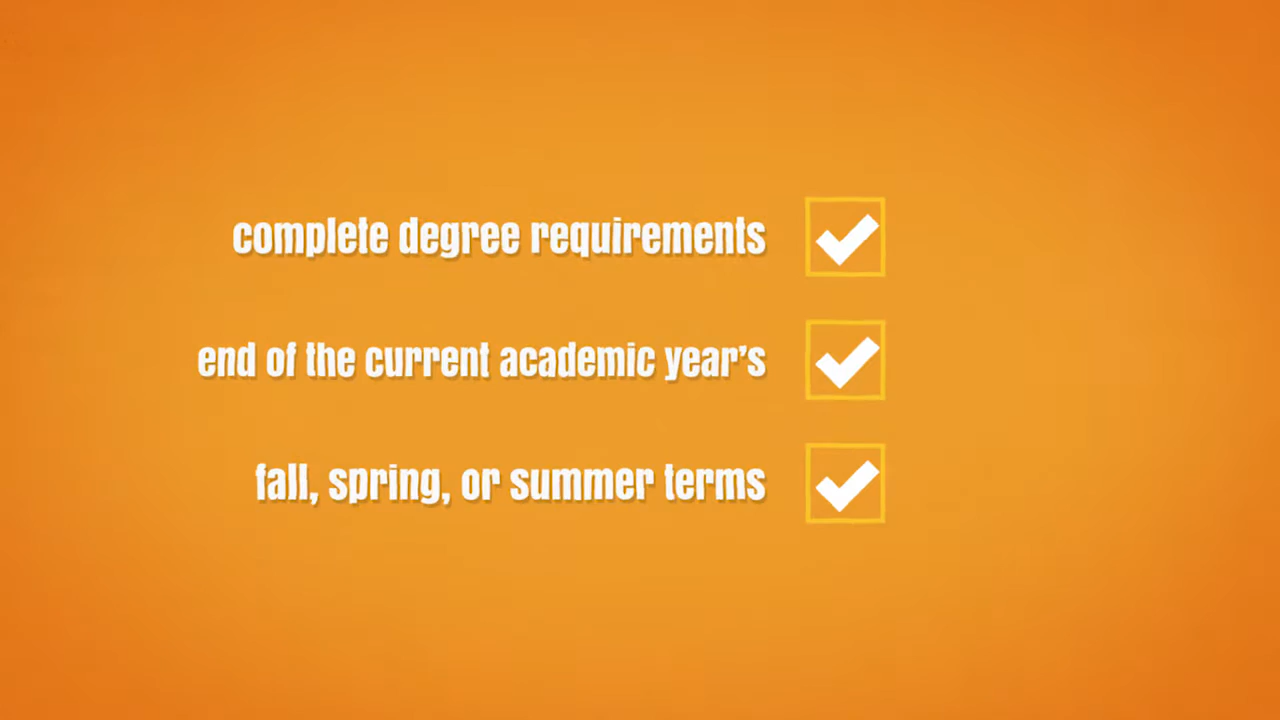 complete degree requirements
end of the current academic year’s
fall, spring, or summer terms